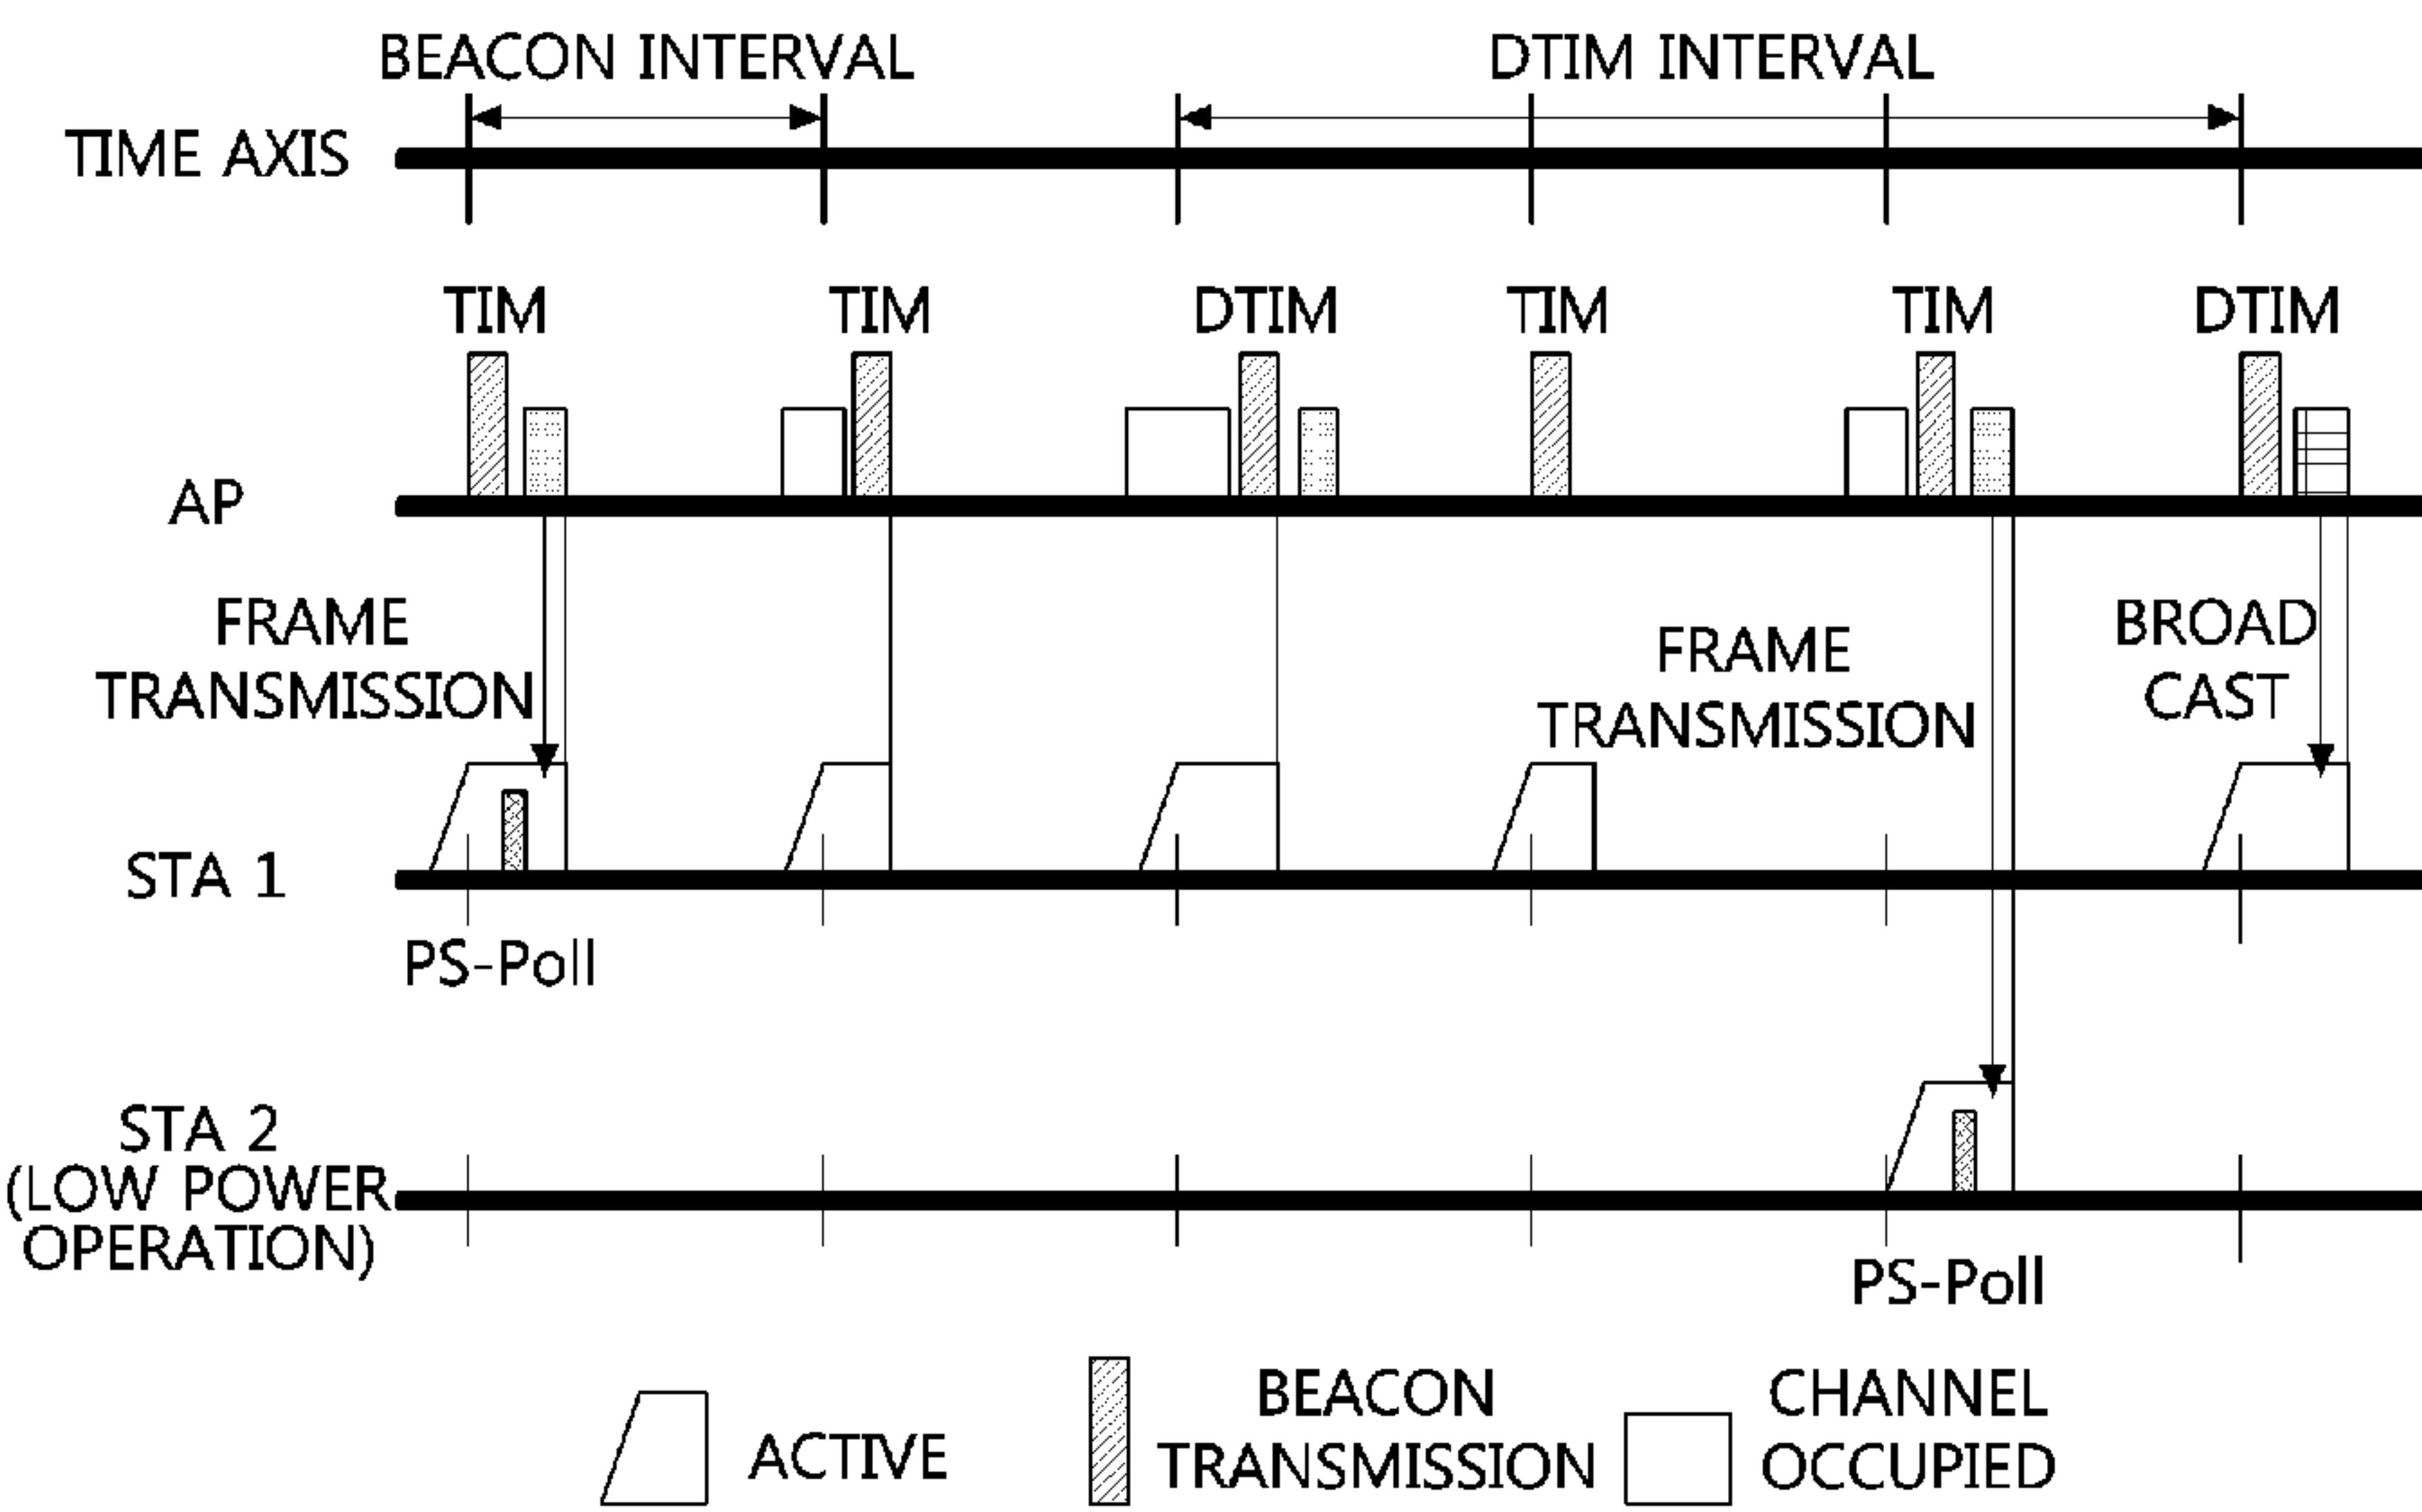 BEACON INTERVAL
DTIM INTERVAL
TIME AXIS
TIM
TIM
DTIM
TIM
TIM
DTIM
AP
FRAME
TRANSMISSION
FRAME
TRANSMISSION
BROAD
CAST
STA 1
PS-Poll
STA 2
(LOW POWER
OPERATION)
PS-Poll
ACTIVE
BEACON
TRANSMISSION
CHANNEL
OCCUPIED